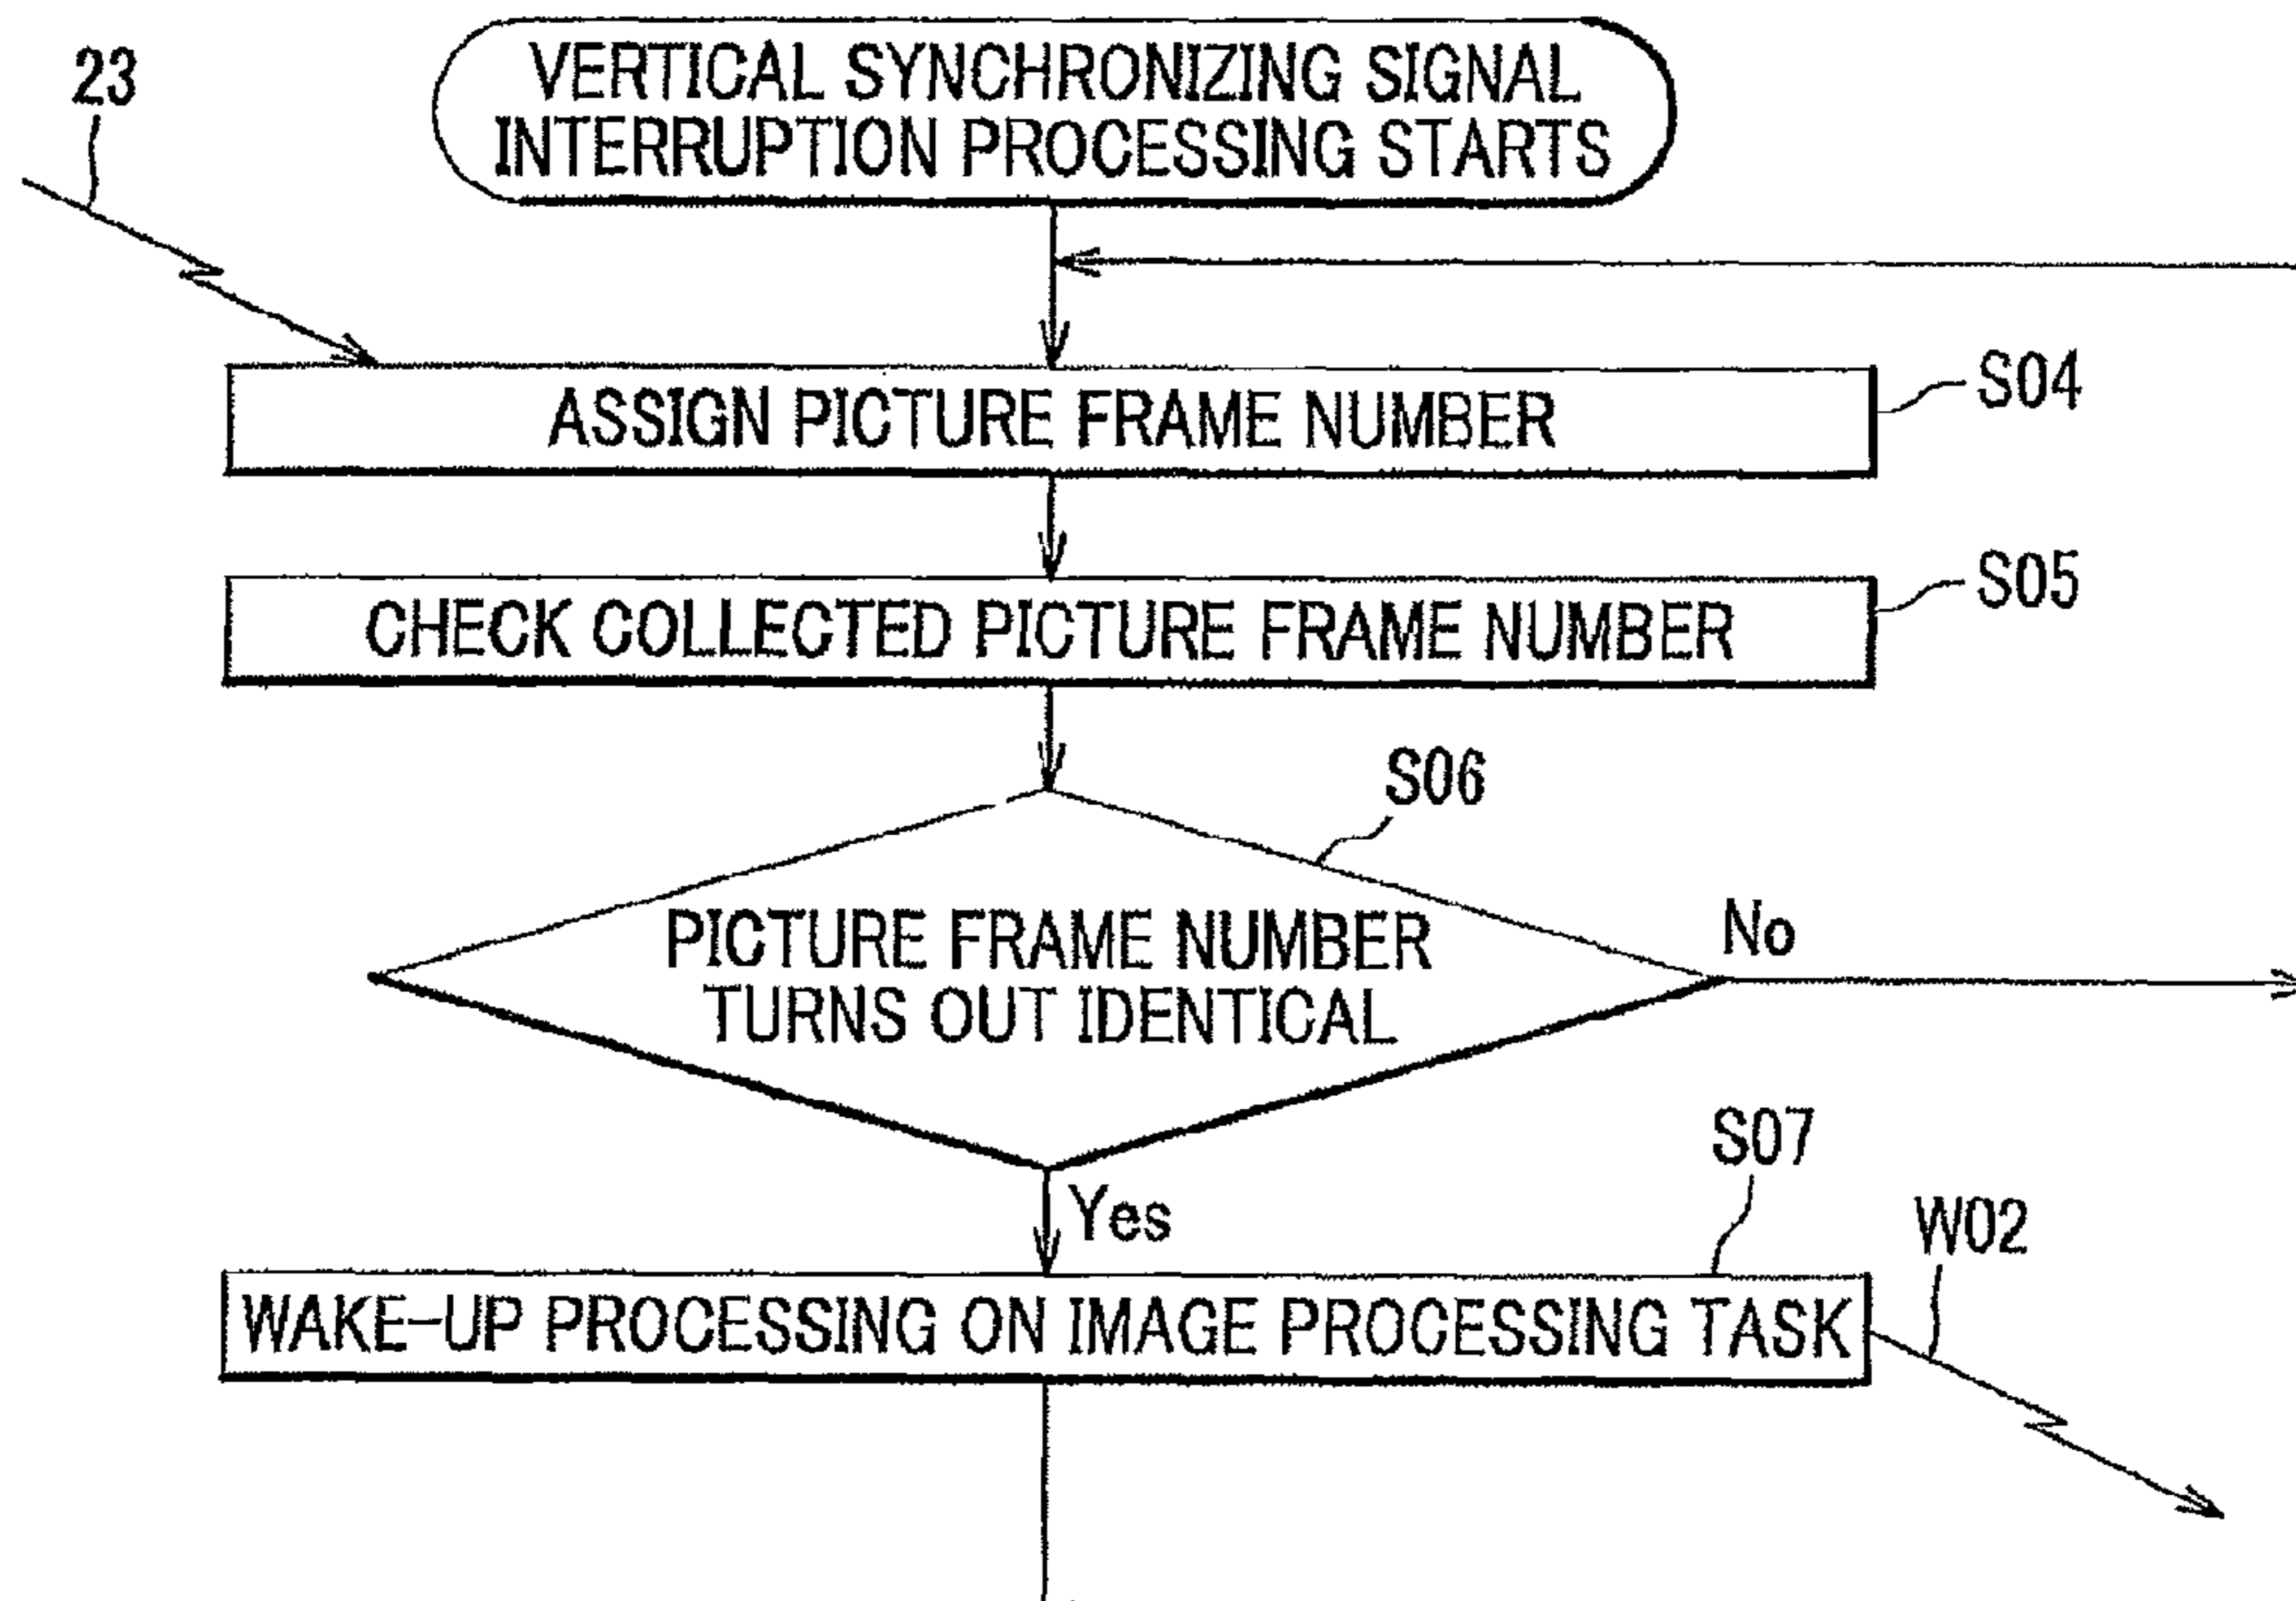 23
VERTICAL SYNCHRONIZING SIGNAL
INTERRUPTION PROCESSING STARTS
ASSIGN PICTURE FRAME NUMBER
S04
CHECK COLLECTED PICTURE FRAME NUMBER
S05
S06
PICTURE FRAME NUMBER
TURNS OUT IDENTICAL
No
Yes
S07
W02
WAKE-UP PROCESSING ON IMAGE PROCESSING TASK